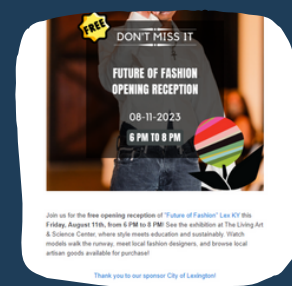 FREE
DON'T MISS IT
FUTURE OF FASHION
OPENING RECEPTION
08-11-2023
6 PM TO 8 PM
Join us for the free opening reception of "Future of Fashion" Lex KY this
Friday, August 11th, from 6 PM to 8 PM! See the exhibition at The Living Art
& Science Center, where style meets education and sustainably. Watch
models walk the runway, meet local fashion designers, and browse local
artisan goods available for purchase!
Thank you to our sponsor City of Lexington!